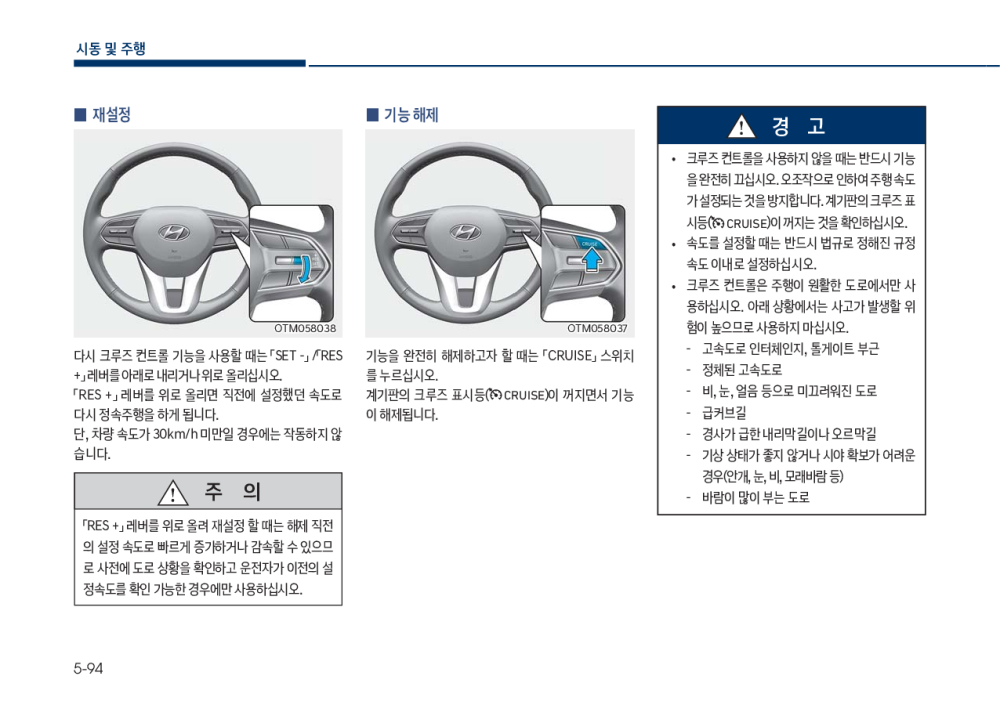 시동 및 주행
■ 재설정
OTM058038
다시 크루즈 컨트롤 기능을 사용할 때는 「SET -」/「RES
+」레버를 아래로 내리거나 위로 올리십시오.
「RES +」 레버를 위로 올리면 직전에 설정했던 속도로
다시 정속주행을 하게 됩니다.
단, 차량 속도가 30km/h 미만일 경우에는 작동하지 않
습니다.
주 의
「RES +」 레버를 위로 올려 재설정 할 때는 해제 직전
의 설정 속도로 빠르게 증가하거나 감속할 수 있으므
로 사전에 도로 상황을 확인하고 운전자가 이전의 설
정속도를 확인 가능한 경우에만 사용하십시오.
■ 기능 해제
CRUISE
OTM058037
기능을 완전히 해제하고자 할 때는 「CRUISE」 스위치
를 누르십시오.
계기판의 크루즈 표시등( CRUISE)이 꺼지면서 기능
이 해제됩니다.
경 고
• 크루즈 컨트롤을 사용하지 않을 때는 반드시 기능
을 완전히 끄십시오. 오조작으로 인하여 주행 속도
가 설정되는 것을 방지합니다. 계기판의 크루즈 표
시등( CRUISE)이 꺼지는 것을 확인하십시오.
• 속도를 설정할 때는 반드시 법규로 정해진 규정
속도 이내로 설정하십시오.
• 크루즈 컨트롤은 주행이 원활한 도로에서만 사
용하십시오. 아래 상황에서는 사고가 발생할 위
험이 높으므로 사용하지 마십시오.
- 고속도로 인터체인지, 톨게이트 부근
- 정체된 고속도로
- 비, 눈, 얼음 등으로 미끄러워진 도로
- 급커브길
- 경사가 급한 내리막길이나 오르막길
- 기상 상태가 좋지 않거나 시야 확보가 어려운
경우(안개, 눈, 비, 모래바람 등)
- 바람이 많이 부는 도로
5-94